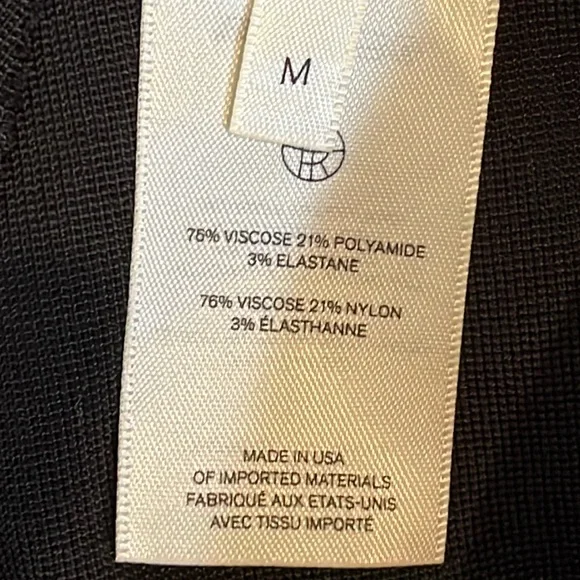 M
76% VISCOSE 21% POLYAMIDE
3% ELASTANE
76% VISCOSE 21% NYLON
3% ÉLASTHANNE
MADE IN USA
OF IMPORTED MATERIALS
FABRIQUÉ AUX ETATS-UNIS
AVEC TISSU IMPORTÉ